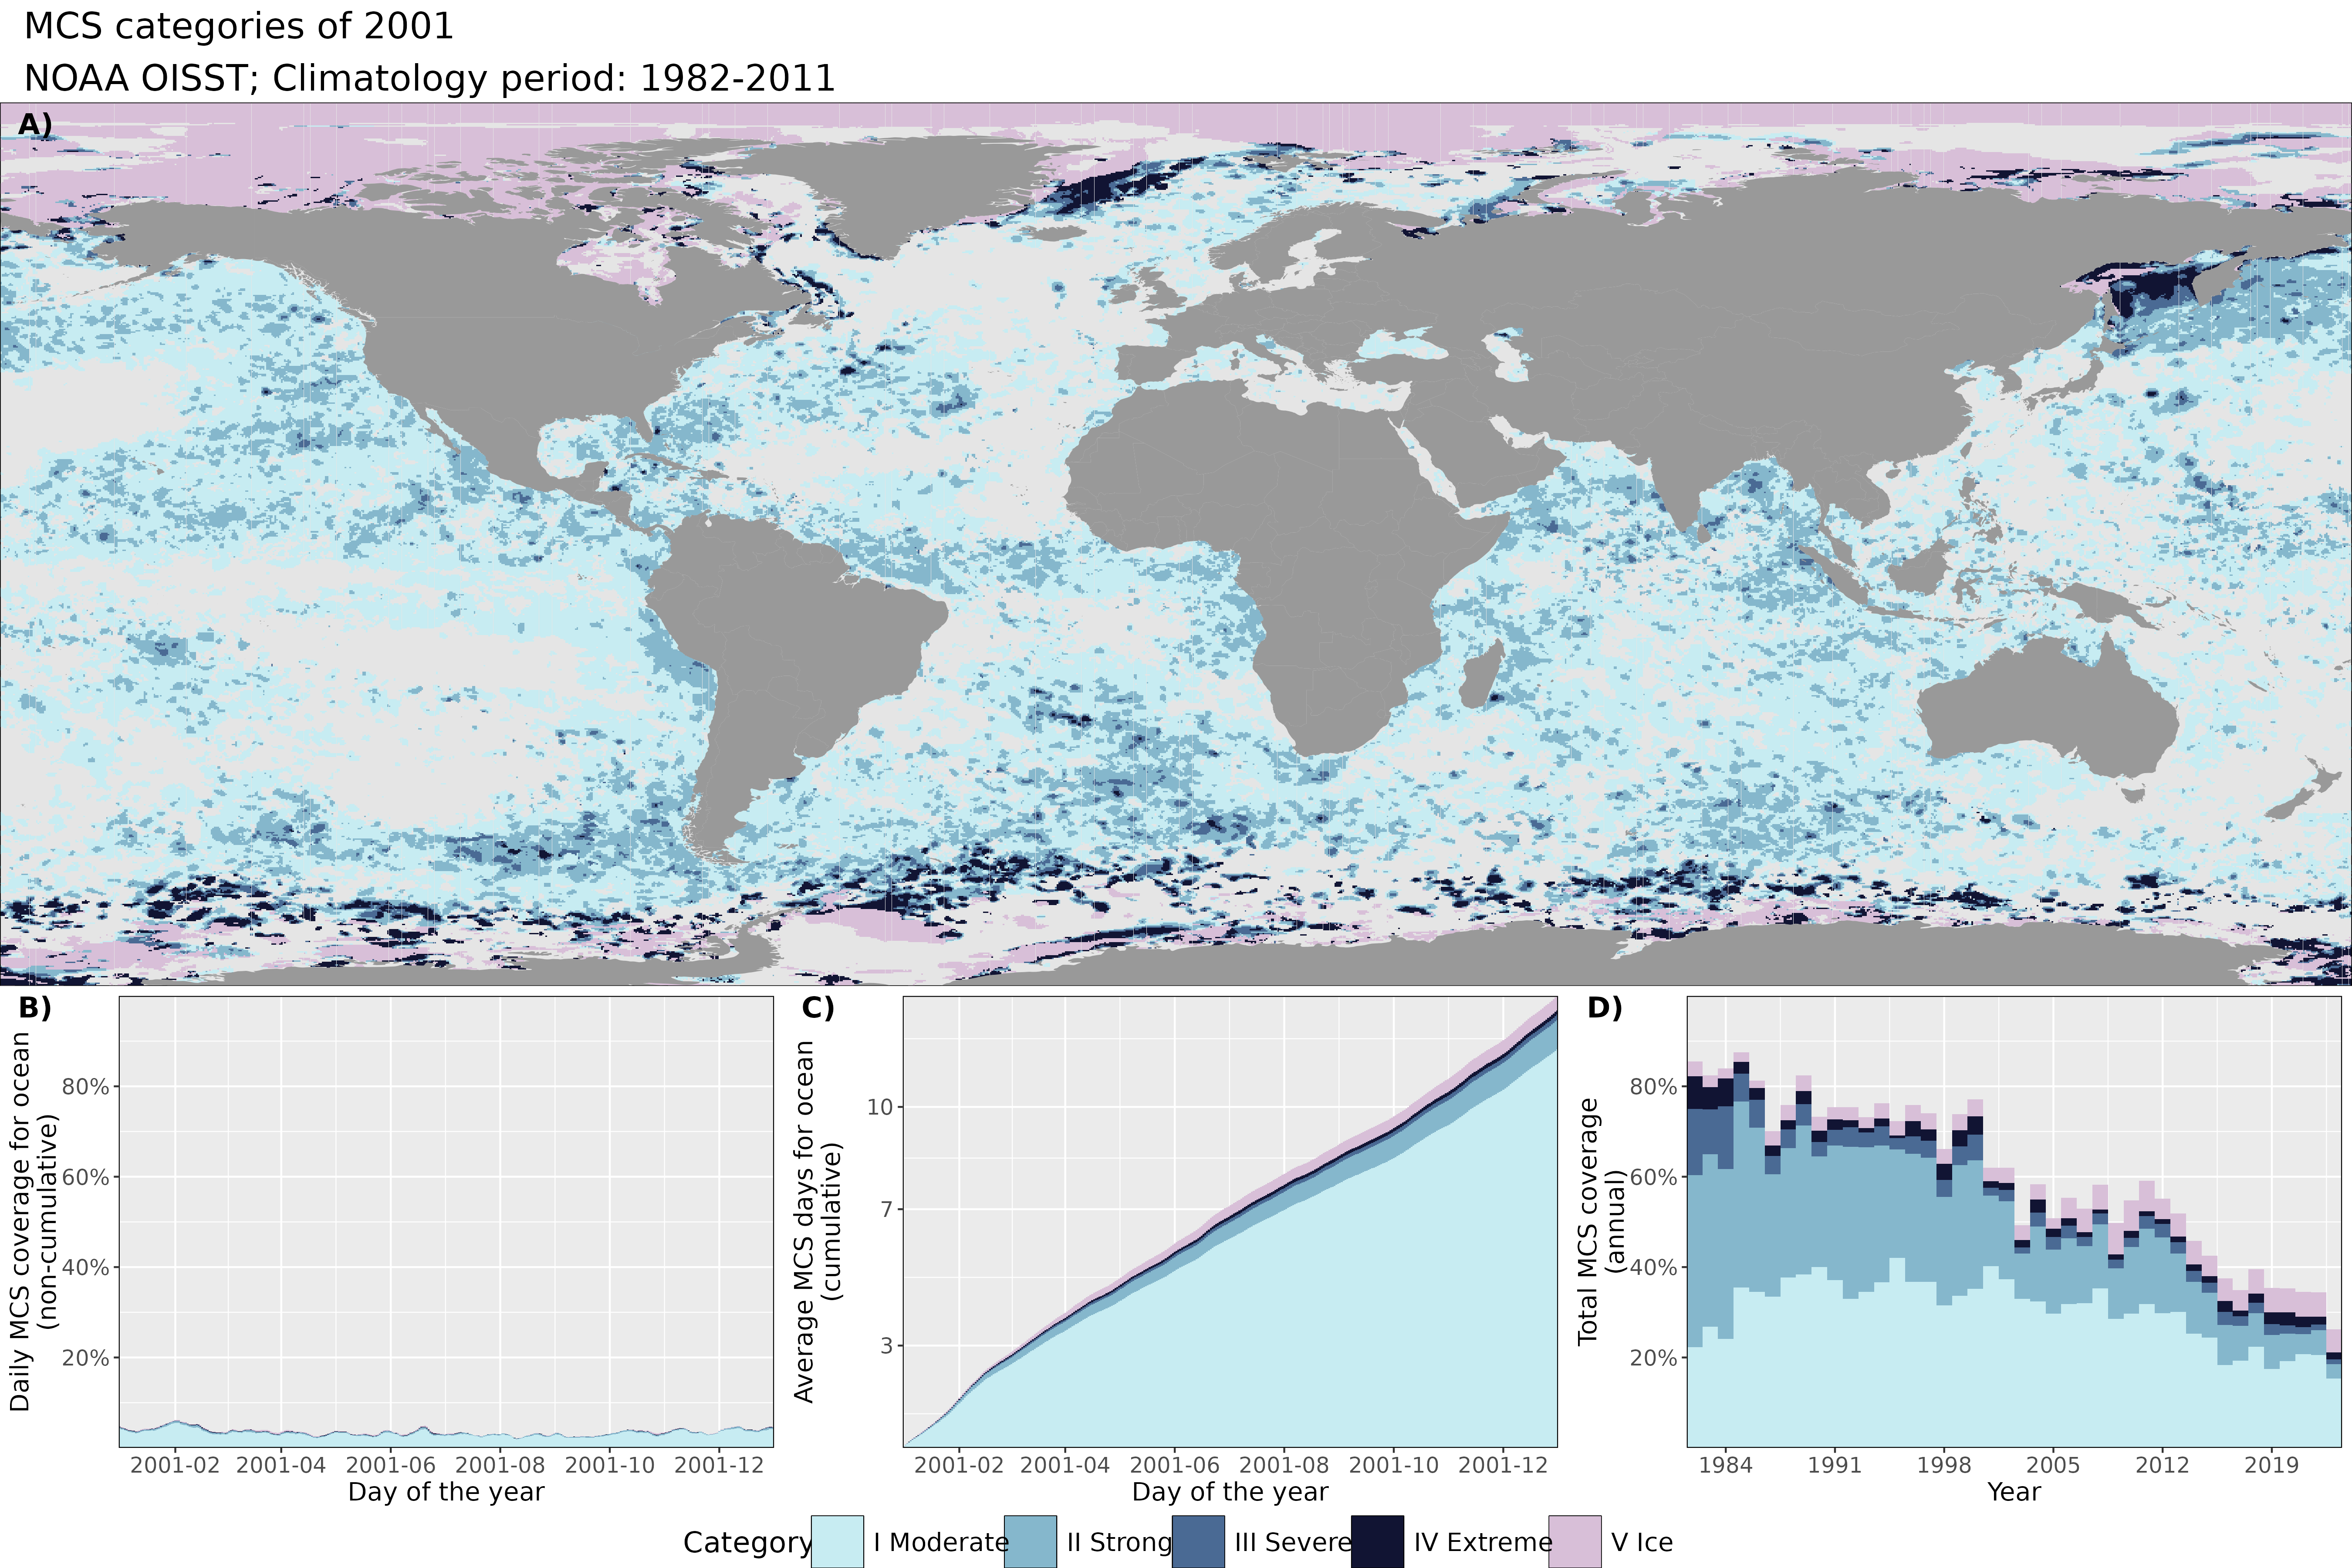 MCS categories of 2001
NOAA OISST; Climatology period: 1982-2011
A)
B)
Daily MCS coverage for ocean
(non-cumulative)
80%
60%
40%
20%
2001-02 2001-04 2001-06 2001-08 2001-10 2001-12
Day of the year
C)
Average MCS days for ocean
(cumulative)
10
7
3
2001-02 2001-04 2001-06 2001-08 2001-10 2001-12
Day of the year
D)
Total MCS coverage
(annual)
80%
60%
40%
20%
1984 1991 1998 2005 2012 2019
Year
Category I Moderate II Strong III Severe IV Extreme V Ice